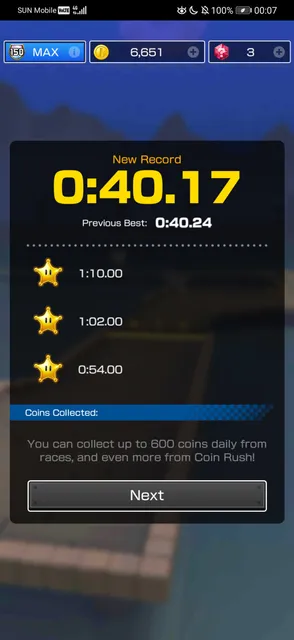 SUN Mobile 100% 00:07
150 MAX 6,651 3
New Record
0:40.17
Previous Best: 0:40.24
1:10.00
1:02.00
0:54.00
Coins Collected:
You can collect up to 600 coins daily from
races, and even more from Coin Rush!
Next